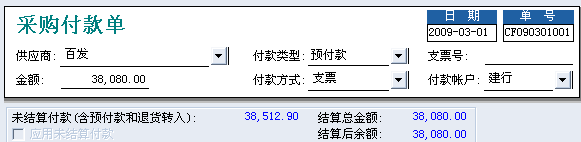 采购付款单
日 期 单 号
2009-03-01 CF090301001
供应商: 百发 付款类型: 预付款 支票号:
金额: 38,080.00 付款方式: 支票 付款帐户: 建行
未结算付款(含预付款和退货转入): 38,512.90 结算总金额: 38,080.00
应用未结算付款 结算后余额: 38,080.00